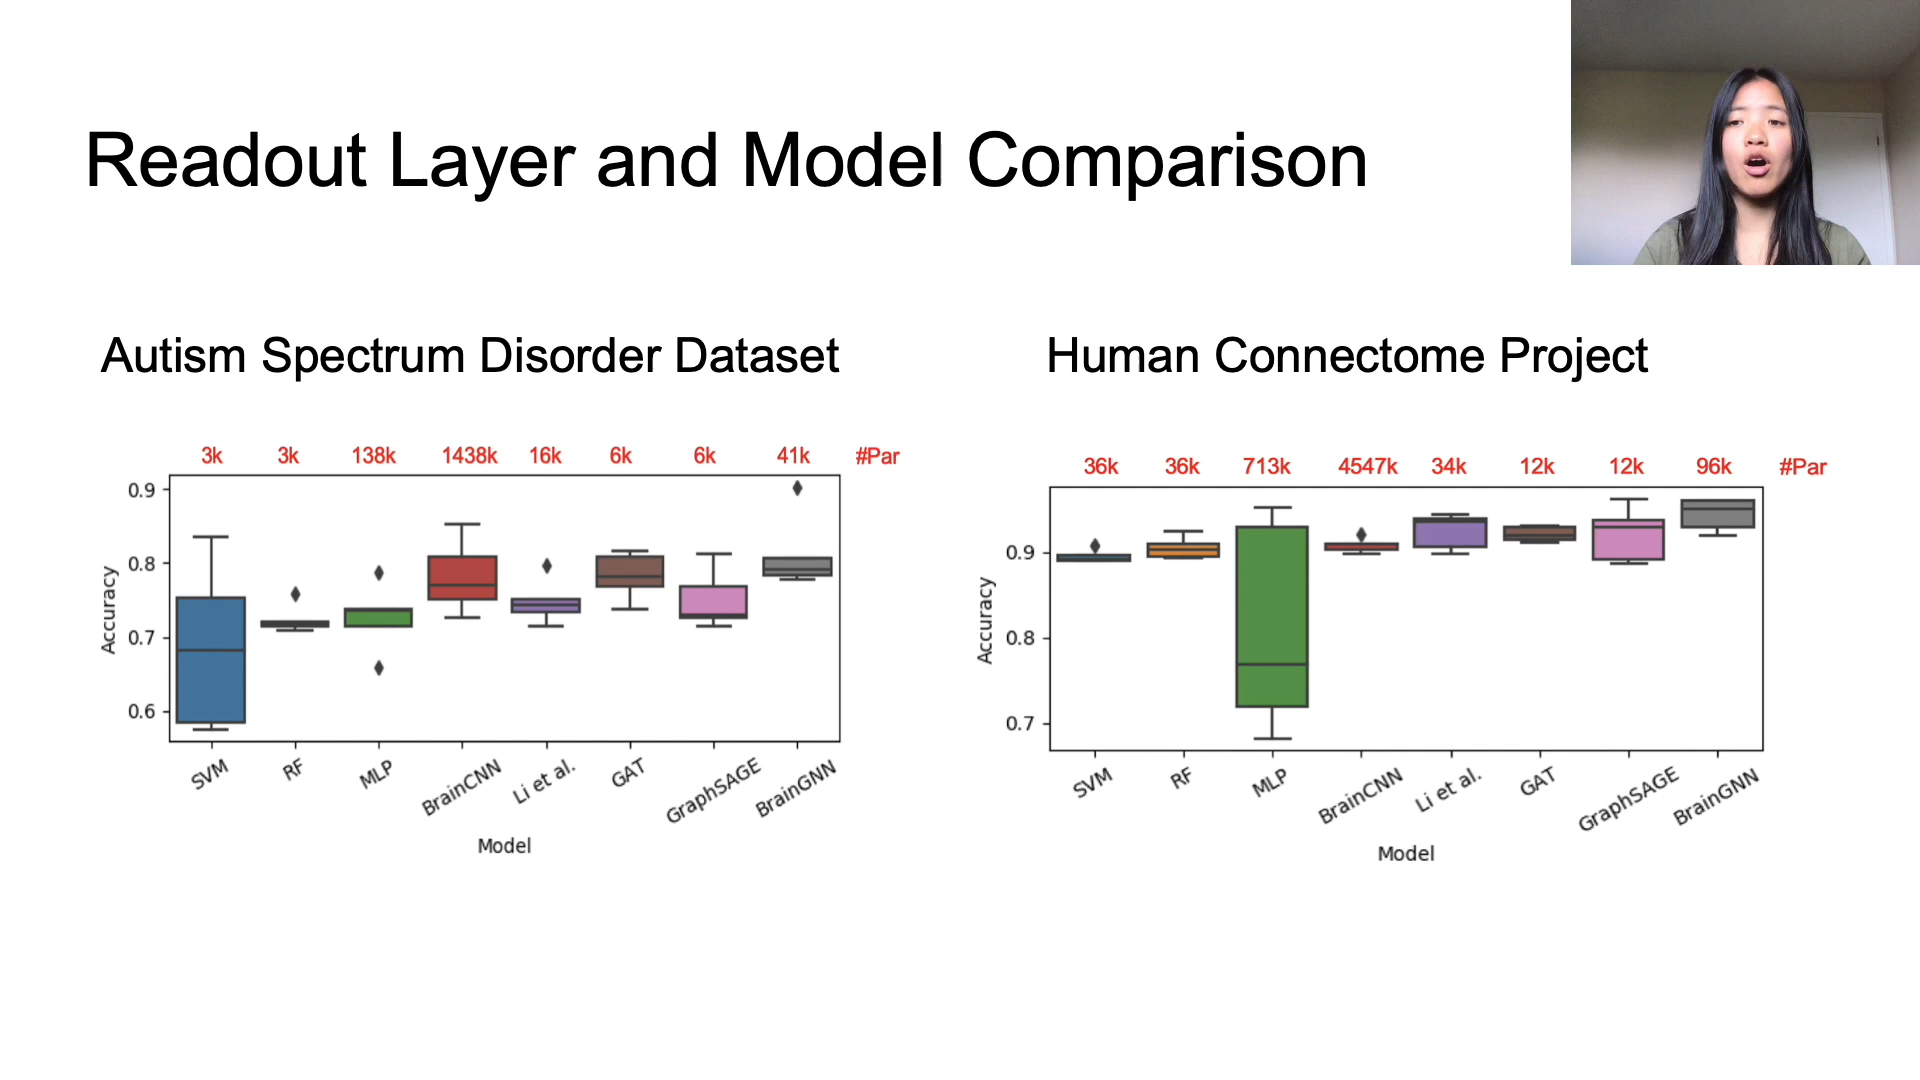 Readout Layer and Model Comparison
Autism Spectrum Disorder Dataset
3k 3k 138k 1438k 16k 6k 6k 41k #Par
0.9
0.8
0.7
0.6
Accuracy
SVM RF MLP BrainCNN Li et al. GAT GraphSAGE BrainGNN
Model
Human Connectome Project
36k 36k 713k 4547k 34k 12k 12k 96k #Par
0.9
0.8
0.7
Accuracy
SVM RF MLP BrainCNN Li et al. GAT GraphSAGE BrainGNN
Model